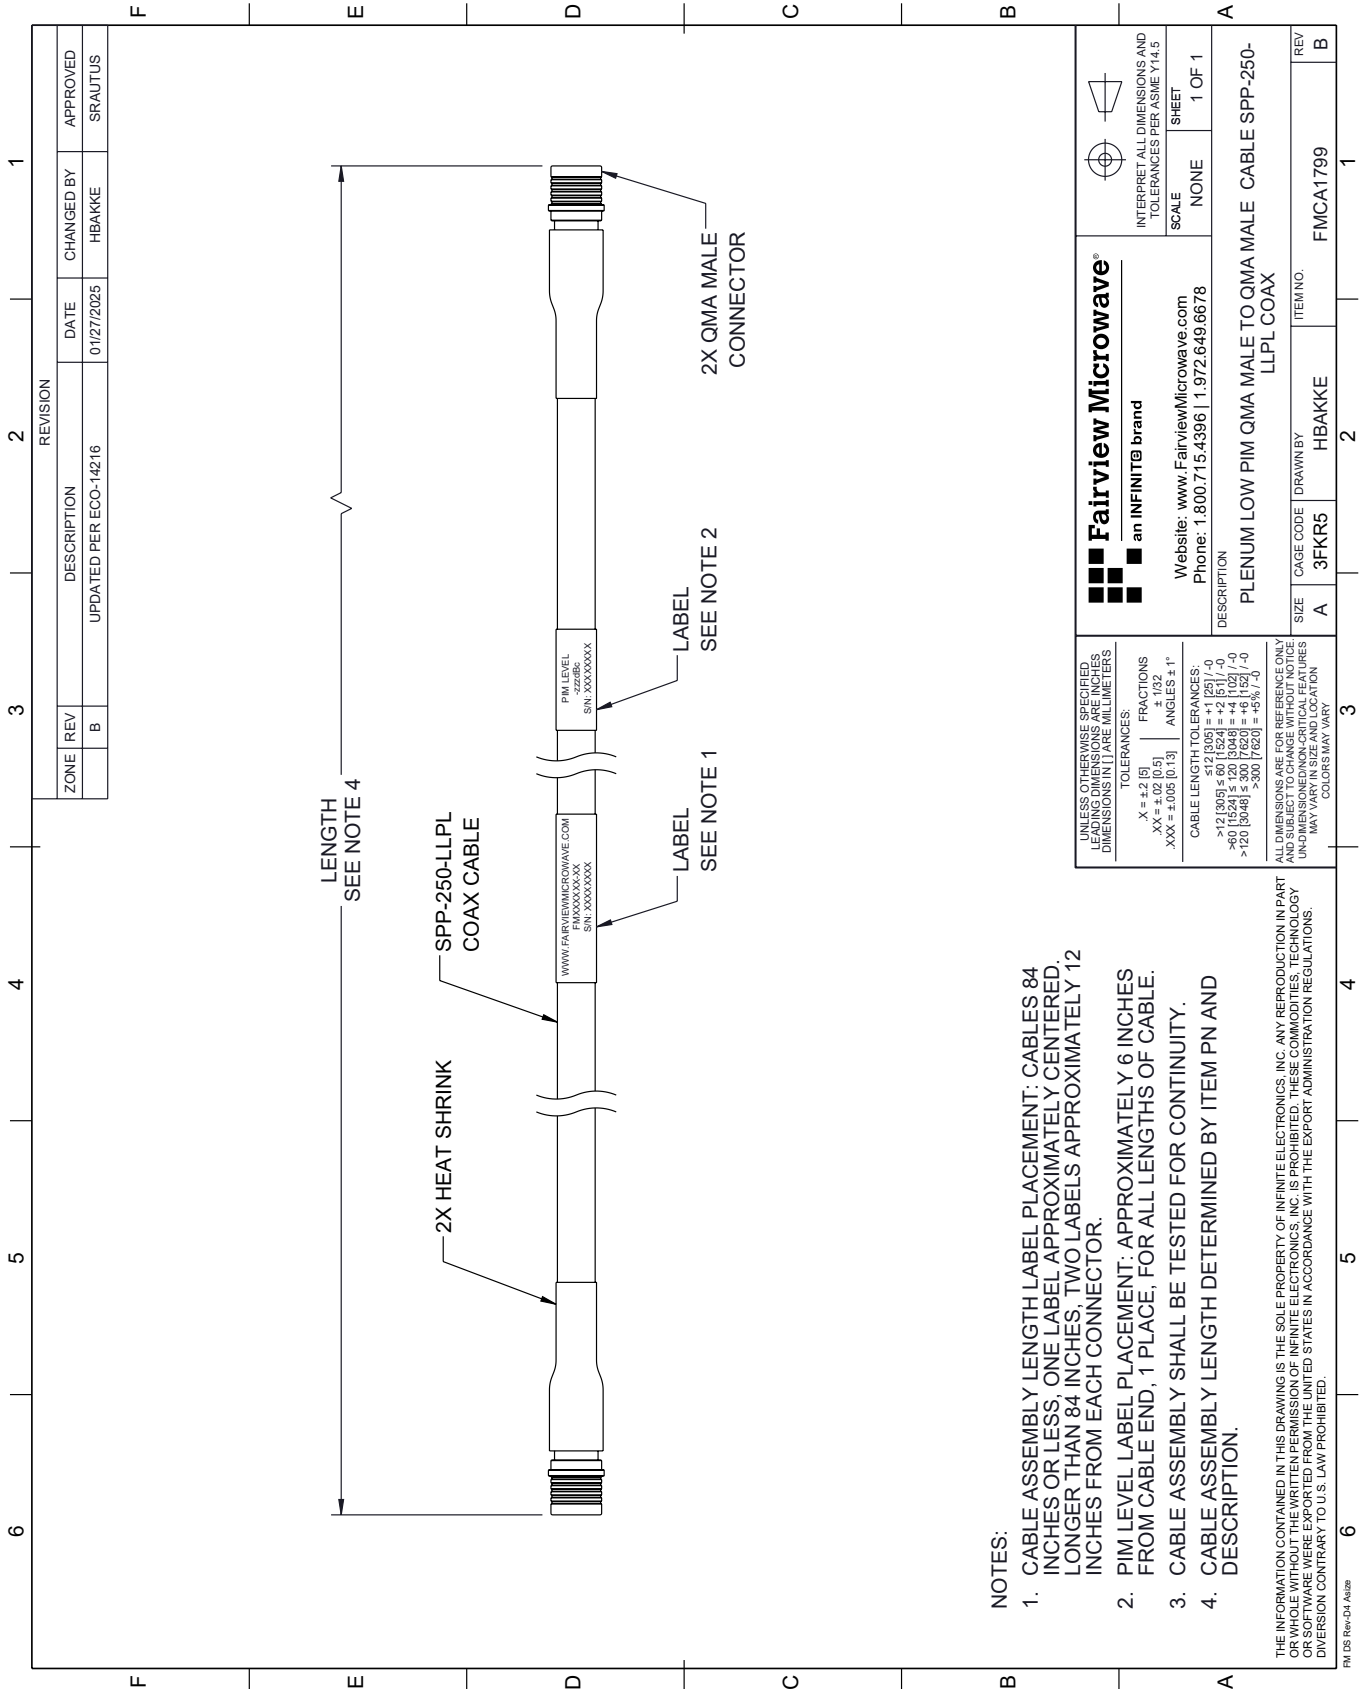 6
5
4
3
2
1
F
E
D
C
B
A
REVISION
ZONE REV DESCRIPTION DATE CHANGED BY APPROVED
B UPDATED PER ECO-14216 01/27/2025 HBAKKE SRAUTUS
LENGTH
SEE NOTE 4
2X HEAT SHRINK
SPP-250-LLPL
COAX CABLE
WWW.FAIRVIEWMICROWAVE.COM
FMXXXXX-XX
S/N: XXXXXXXX
PIM LEVEL
-zzzdBc
S/N: XXXXXXXX
LABEL
SEE NOTE 1
LABEL
SEE NOTE 2
2X QMA MALE
CONNECTOR
NOTES:
1. CABLE ASSEMBLY LENGTH LABEL PLACEMENT: CABLES 84
INCHES OR LESS, ONE LABEL APPROXIMATELY CENTERED.
LONGER THAN 84 INCHES, TWO LABELS APPROXIMATELY 12
INCHES FROM EACH CONNECTOR.
2. PIM LEVEL LABEL PLACEMENT: APPROXIMATELY 6 INCHES
FROM CABLE END, 1 PLACE, FOR ALL LENGTHS OF CABLE.
3. CABLE ASSEMBLY SHALL BE TESTED FOR CONTINUITY.
4. CABLE ASSEMBLY LENGTH DETERMINED BY ITEM PN AND
DESCRIPTION.
THE INFORMATION CONTAINED IN THIS DRAWING IS THE SOLE PROPERTY OF INFINITE ELECTRONICS, INC. ANY REPRODUCTION IN PART
OR WHOLE WITHOUT THE WRITTEN PERMISSION OF INFINITE ELECTRONICS, INC. IS PROHIBITED. THESE COMMODITIES, TECHNOLOGY
OR SOFTWARE WERE EXPORTED FROM THE UNITED STATES IN ACCORDANCE WITH THE EXPORT ADMINISTRATION REGULATIONS.
DIVERSION CONTRARY TO U.S. LAW PROHIBITED.
UNLESS OTHERWISE SPECIFIED
LEADING DIMENSIONS ARE INCHES
DIMENSIONS IN [ ] ARE MILLIMETERS
TOLERANCES:
.X = ±.2 [5] FRACTIONS
.XX = ±.02 [0.5] ± 1/32
.XXX = ±.005 [0.13] ANGLES ± 1°
CABLE LENGTH TOLERANCES:
≤12 [305] = +1 [25] / -0
>12 [305] ≤ 60 [1524] = +2 [51] / -0
>60 [1524] ≤ 120 [3048] = +4 [102] / -0
>120 [3048] ≤ 300 [7620] = +6 [152] / -0
>300 [7620] = +5% / -0
ALL DIMENSIONS ARE FOR REFERENCE ONLY
AND SUBJECT TO CHANGE WITHOUT NOTICE.
UN-DIMENSIONED/NON-CRITICAL FEATURES
MAY VARY IN SIZE AND LOCATION
COLORS MAY VARY
Fairview Microwave®
an INFINIT® brand
Website: www.FairviewMicrowave.com
Phone: 1.800.715.4396 | 1.972.649.6678
INTERPRET ALL DIMENSIONS AND
TOLERANCES PER ASME Y14.5
SCALE NONE
SHEET 1 OF 1
DESCRIPTION
PLENUM LOW PIM QMA MALE TO QMA MALE CABLE SPP-250-
LLPL COAX
SIZE A
CAGE CODE 3FKR5
DRAWN BY HBAKKE
ITEM NO. FMCA1799
REV B
F
E
D
C
B
A
FM DS Rev-D4 Asize
6
5
4
3
2
1